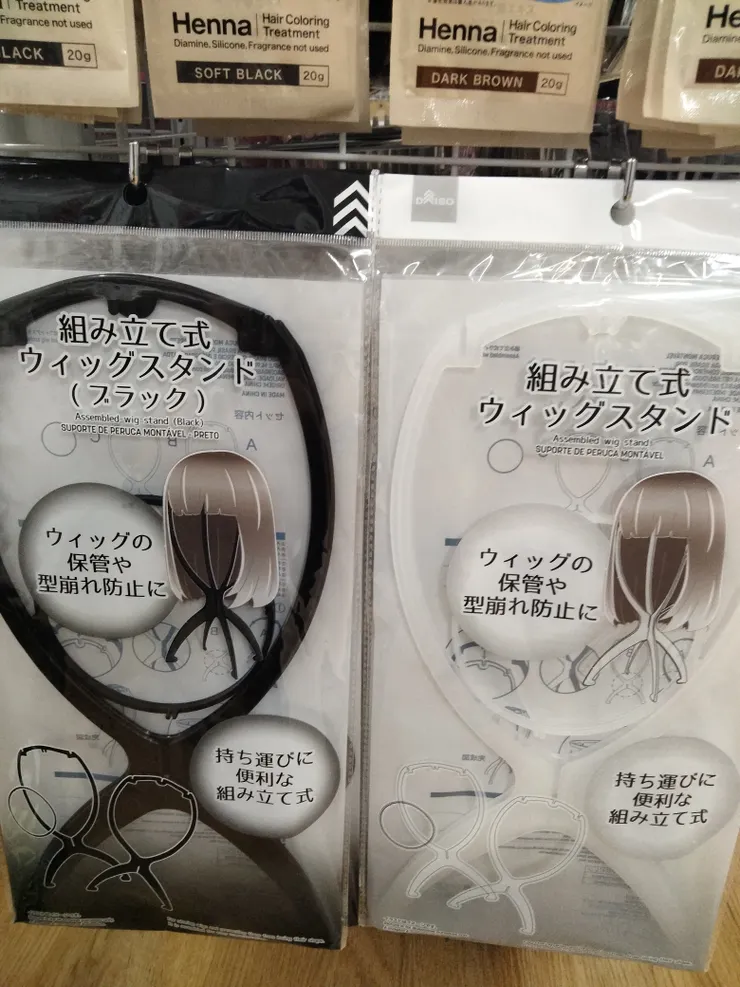 Treatment
Fragrance not used
LACK 20g
Henna Hair Coloring
Treatment
Diamine, Silicone, Fragrance not used
SOFT BLACK 20g
Henna Hair Coloring
Treatment
Diamine, Silicone, Fragrance not used
DARK BROWN 20g
He
Diamine
DA
DAISO
組み立て式
ウィッグスタンド
(ブラック)
Assembled wig stand (Black)
SUPORTE DE PERUCA MONTÁVEL - PRETO
ウィッグの
保管や
型崩れ防止に
持ち運びに
便利な
組み立て式
組み立て式
ウィッグスタンド
Assembled wig stand
SUPORTE DE PERUCA MONTÁVEL
ウィッグの
保管や
型崩れ防止に
持ち運びに
便利な
組み立て式